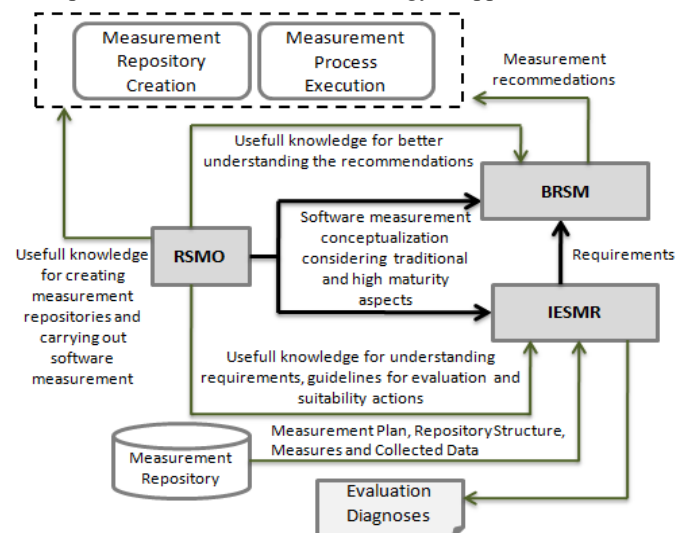 Measurement
Repository
Creation
Measurement
Process
Execution
Measurement
recommedations
Usefull knowledge for better
understanding the recommendations
BRSM
RSMO
Software measurement
conceptualization
considering traditional
and high maturity
aspects
Requirements
Usefull knowledge
for creating
measurement
repositories and
carrying out
software
measurement
IESMR
Usefull knowledge for understanding
requirements, guidelines for evaluation and
suitability actions
Measurement Plan, Repository Structure,
Measures and Collected Data
Measurement
Repository
Evaluation
Diagnoses